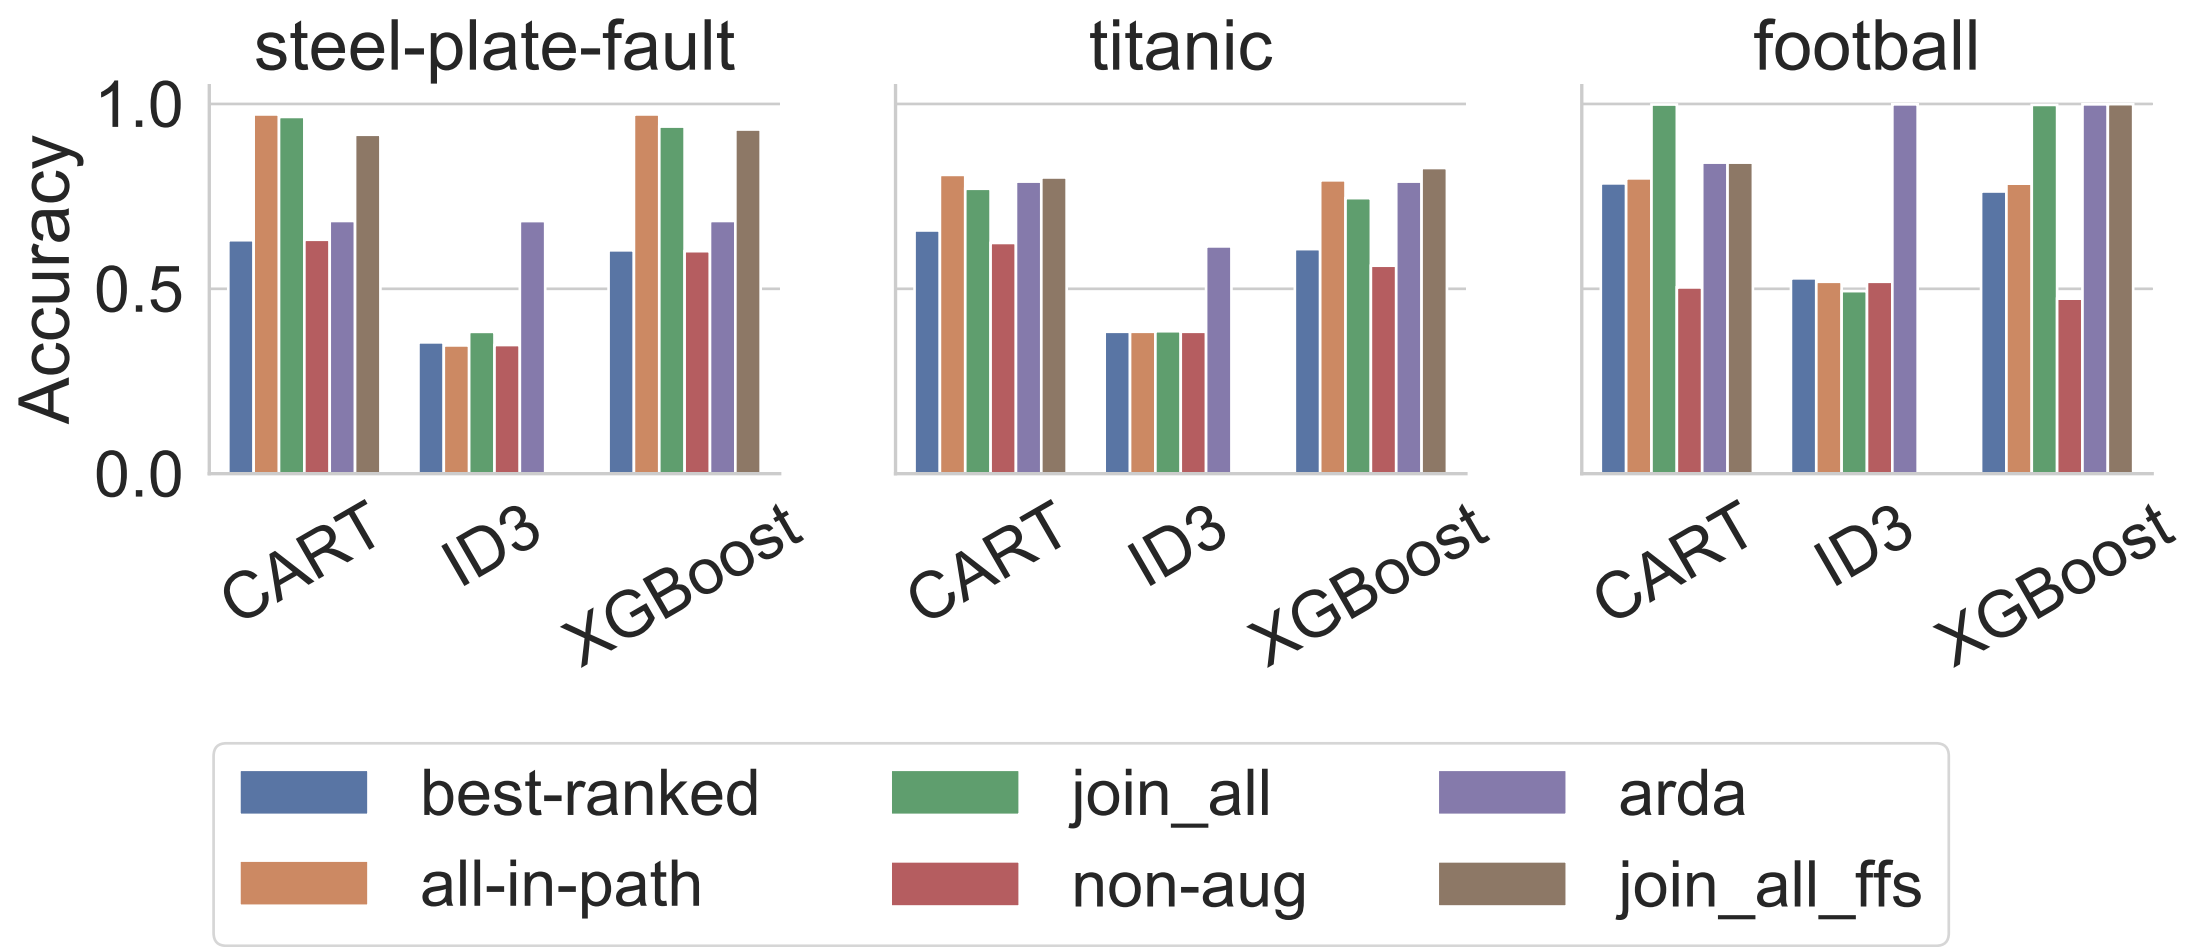 steel-plate-fault
titanic
football
Accuracy
1.0
0.5
0.0
CART
ID3
XGBoost
CART
ID3
XGBoost
CART
ID3
XGBoost
best-ranked
join_all
arda
all-in-path
non-aug
join_all_ffs